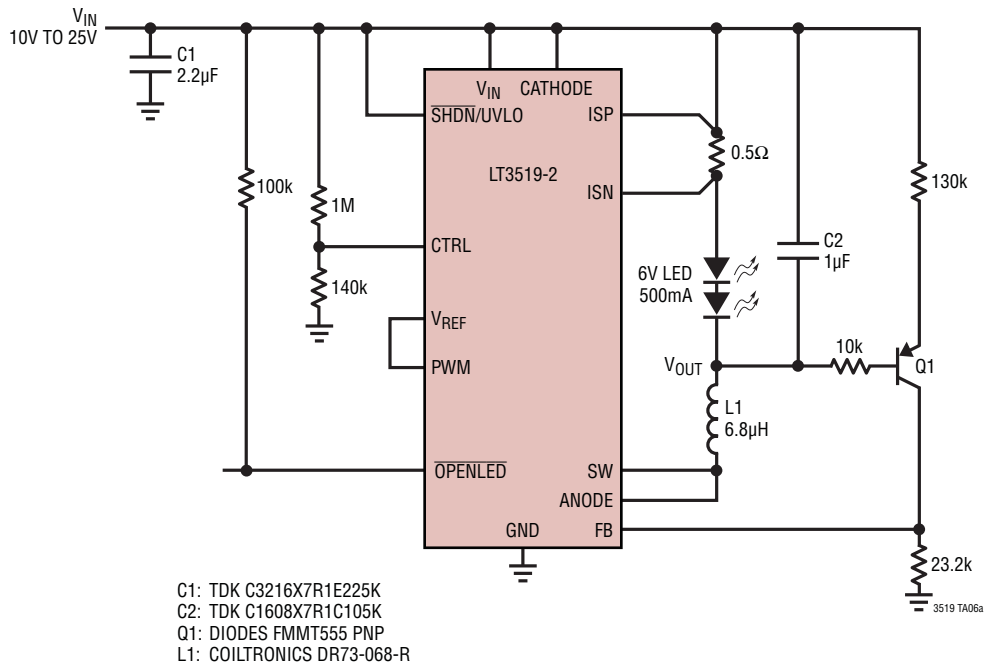 VIN
10V TO 25V
C1
2.2µF
100k
1M
140k
VIN
CATHODE
SHDN/UVLO
ISP
LT3519-2
ISN
CTRL
VREF
PWM
OPENLED
SW
ANODE
GND
FB
0.5Ω
6V LED
500mA
C2
1µF
130k
VOUT
10k
Q1
L1
6.8µH
23.2k
3519 TA06a
C1: TDK C3216X7R1E225K
C2: TDK C1608X7R1C105K
Q1: DIODES FMMT555 PNP
L1: COILTRONICS DR73-068-R